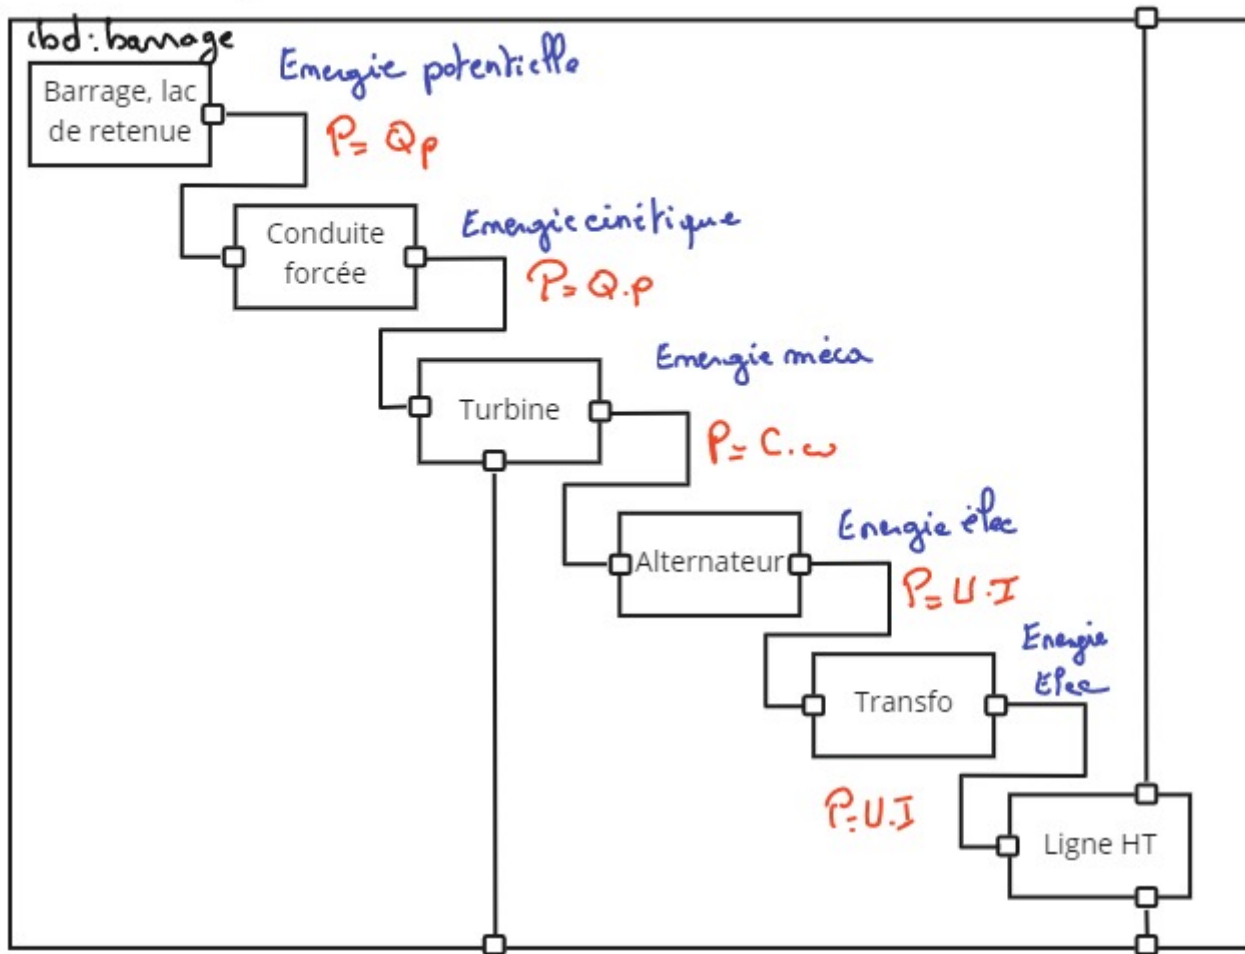 ibd: barrage
Barrage, lac
de retenue
Energie potentielle
P= Qp
Conduite
forcée
Energie cinétique
P= Q.p
Turbine
Energie méca
P= C.ω
Alternateur
Energie élec
P= U.I
Transfo
Energie
Elec
P=U.I
Ligne HT